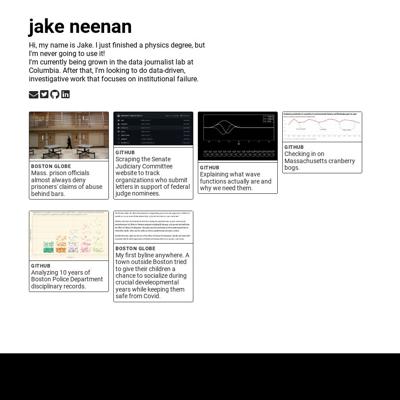 jake neenan
Hi, my name is Jake. I just finished a physics degree, but
I'm never going to use it!
I'm currently being grown in the data journalist lab at
Columbia. After that, I'm looking to do data-driven,
investigative work that focuses on institutional failure.
BOSTON GLOBE
Mass. prison officials
almost always deny
prisoners' claims of abuse
behind bars.
GITHUB
Scraping the Senate
Judiciary Committee
website to track
organizations who submit
letters in support of federal
judge nominees.
GITHUB
Explaining what wave
functions actually are and
why we need them.
GITHUB
Checking in on
Massachusetts cranberry
bogs.
GITHUB
Analyzing 10 years of
Boston Police Department
disciplinary records.
BOSTON GLOBE
My first byline anywhere. A
town outside Boston tried
to give their children a
chance to socialize during
crucial develeopmental
years while keeping them
safe from Covid.